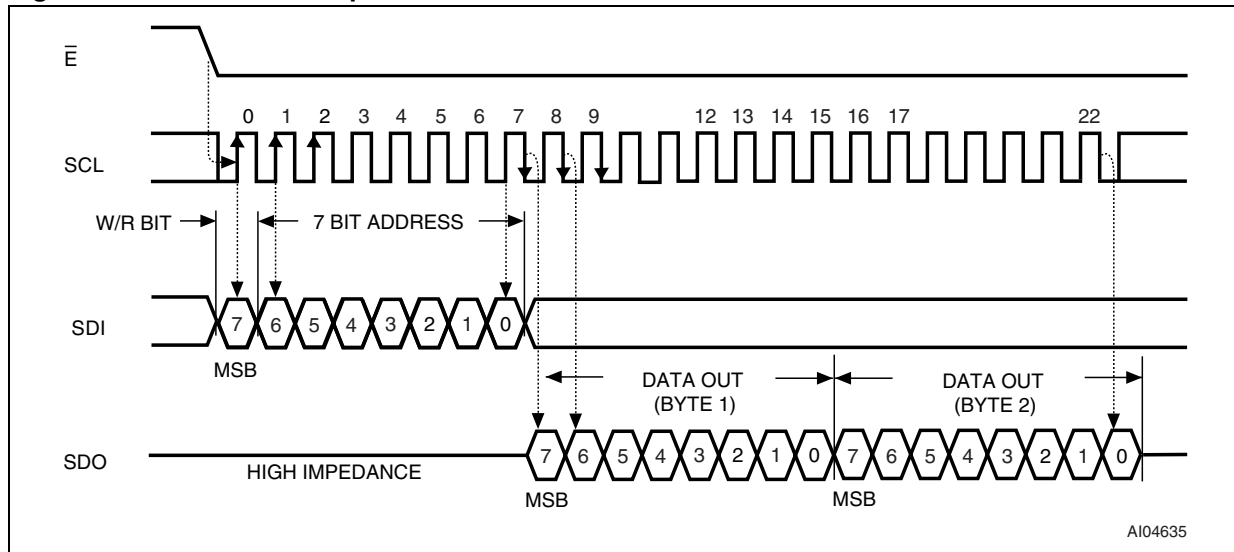 E
0 1 2 3 4 5 6 7 8 9 12 13 14 15 16 17 22
SCL
W/R BIT 7 BIT ADDRESS
SDI 7 6 5 4 3 2 1 0
MSB
DATA OUT
(BYTE 1)
DATA OUT
(BYTE 2)
SDO HIGH IMPEDANCE 7 6 5 4 3 2 1 0 7 6 5 4 3 2 1 0
MSB MSB
AI04635